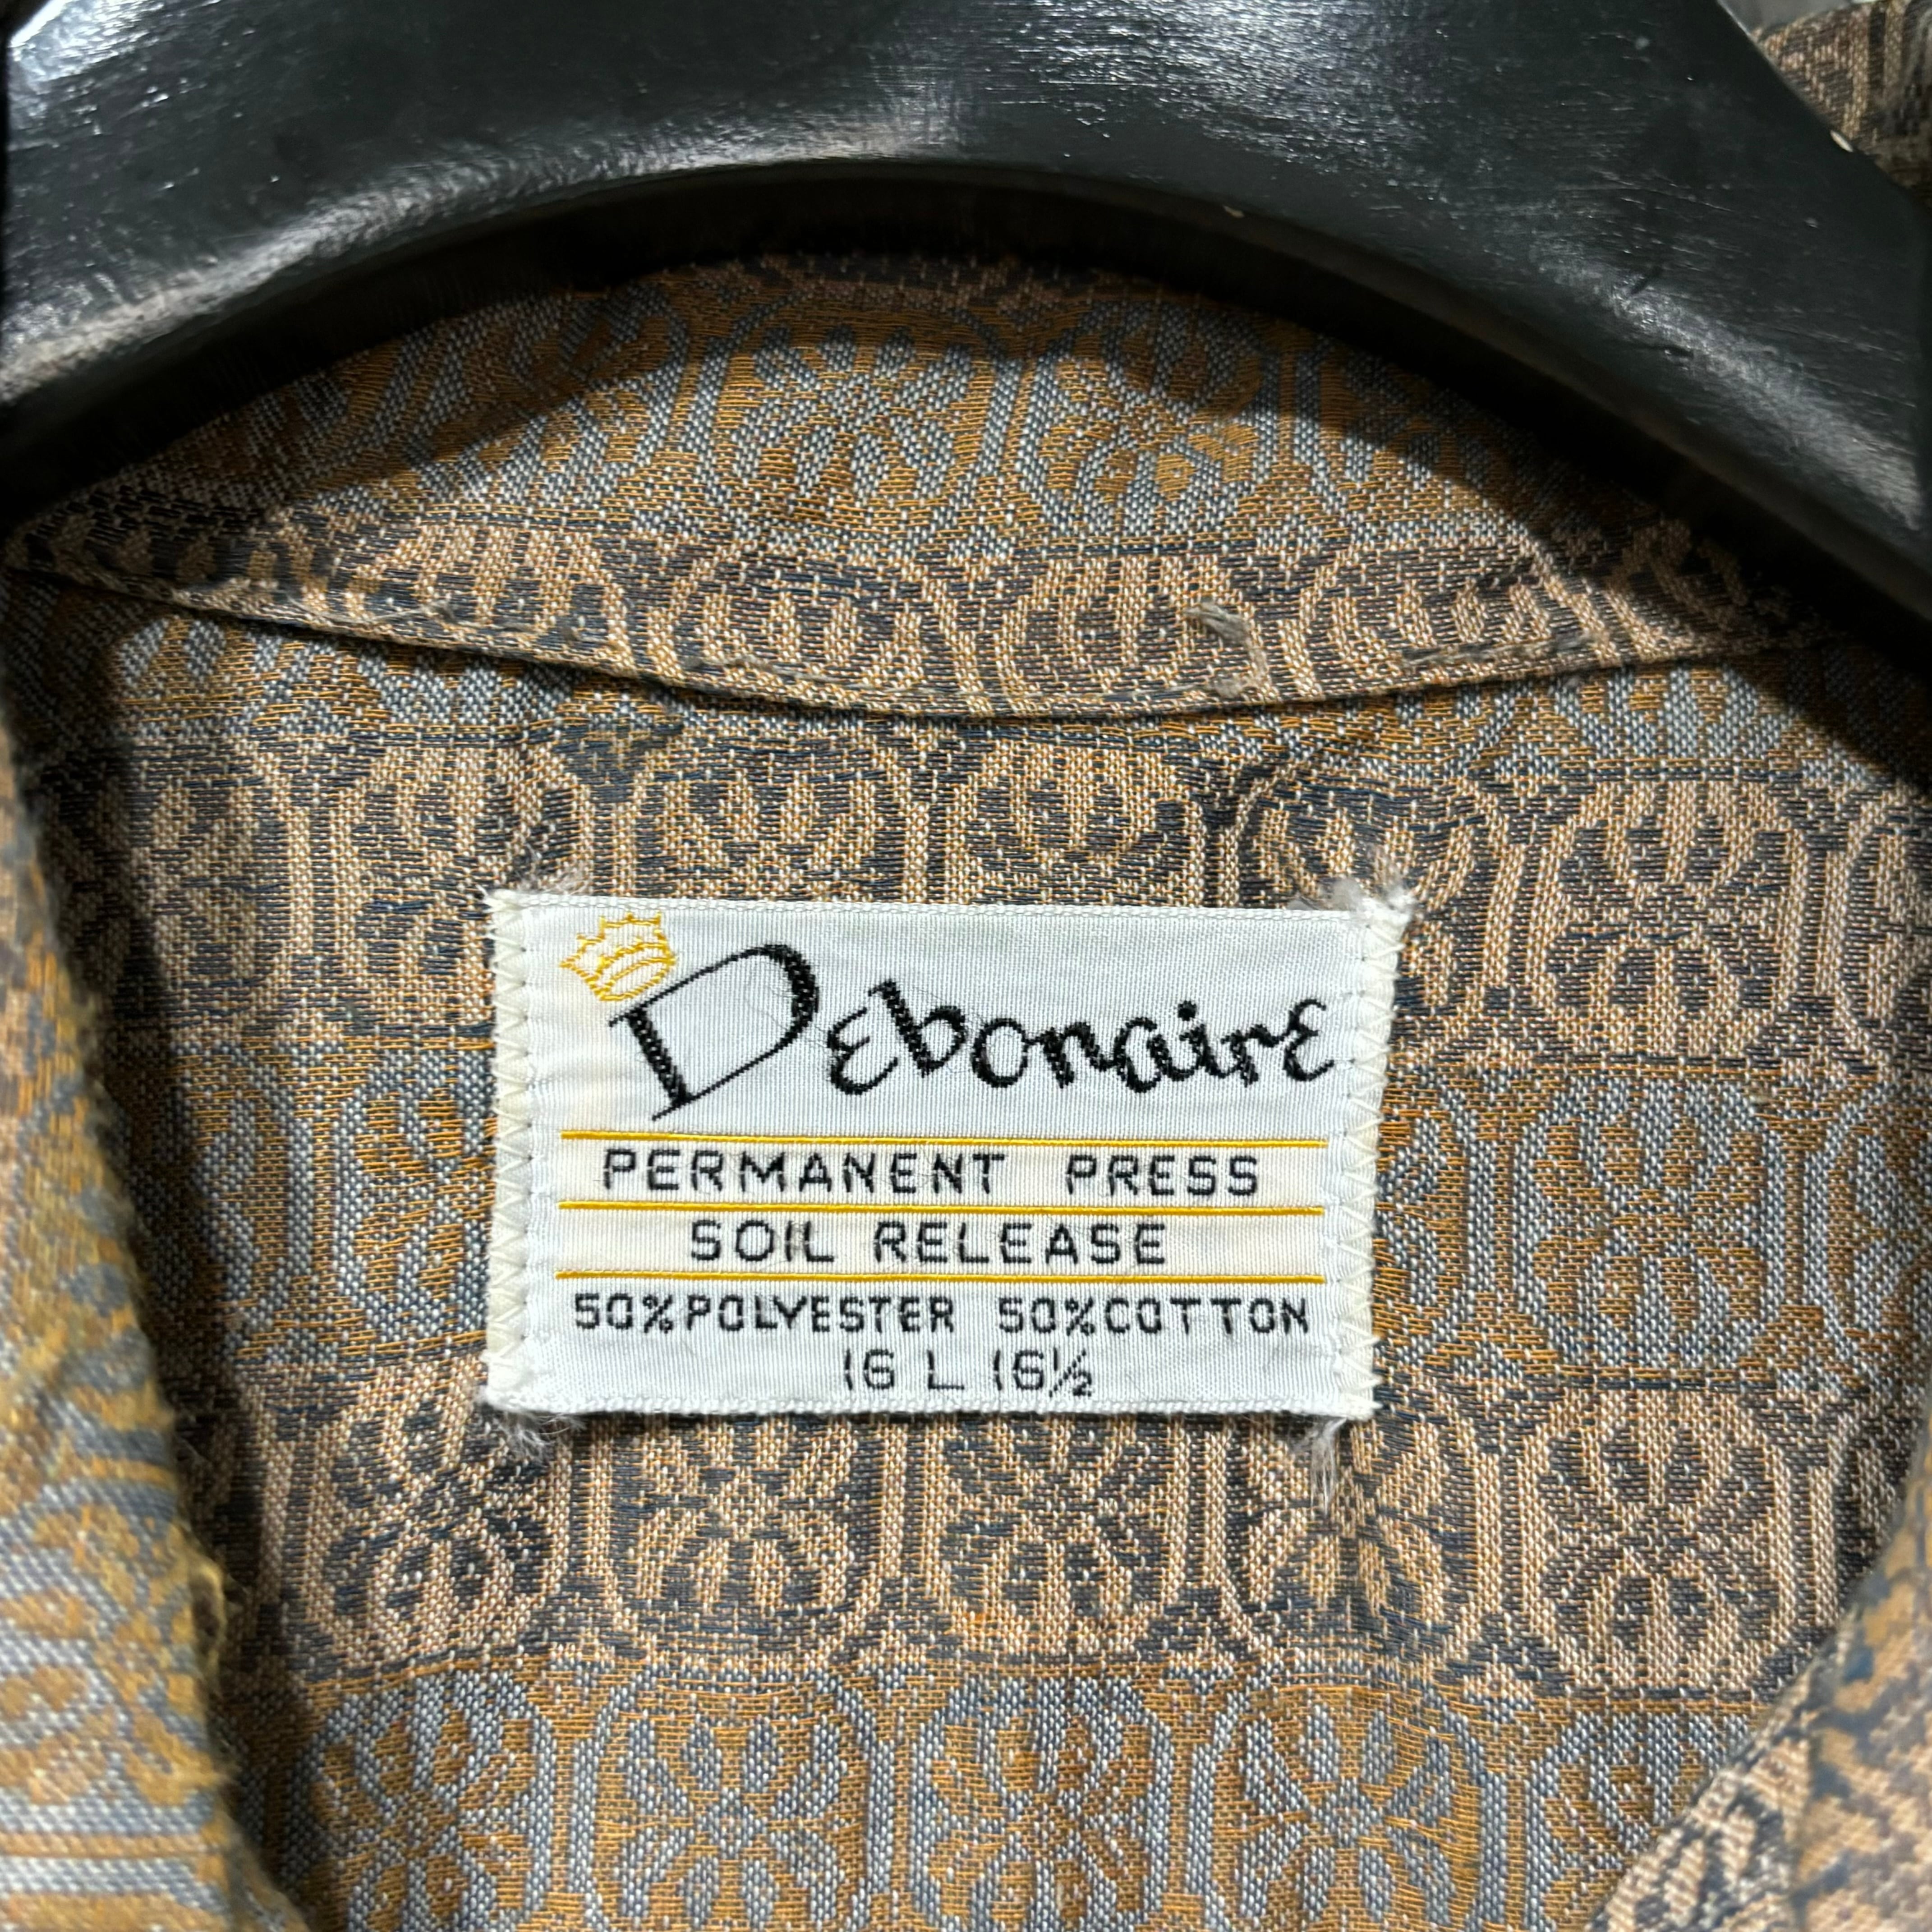 Debonaire
PERMANENT PRESS
SOIL RELEASE
50%POLYESTER 50%COTTON
16 L 16½